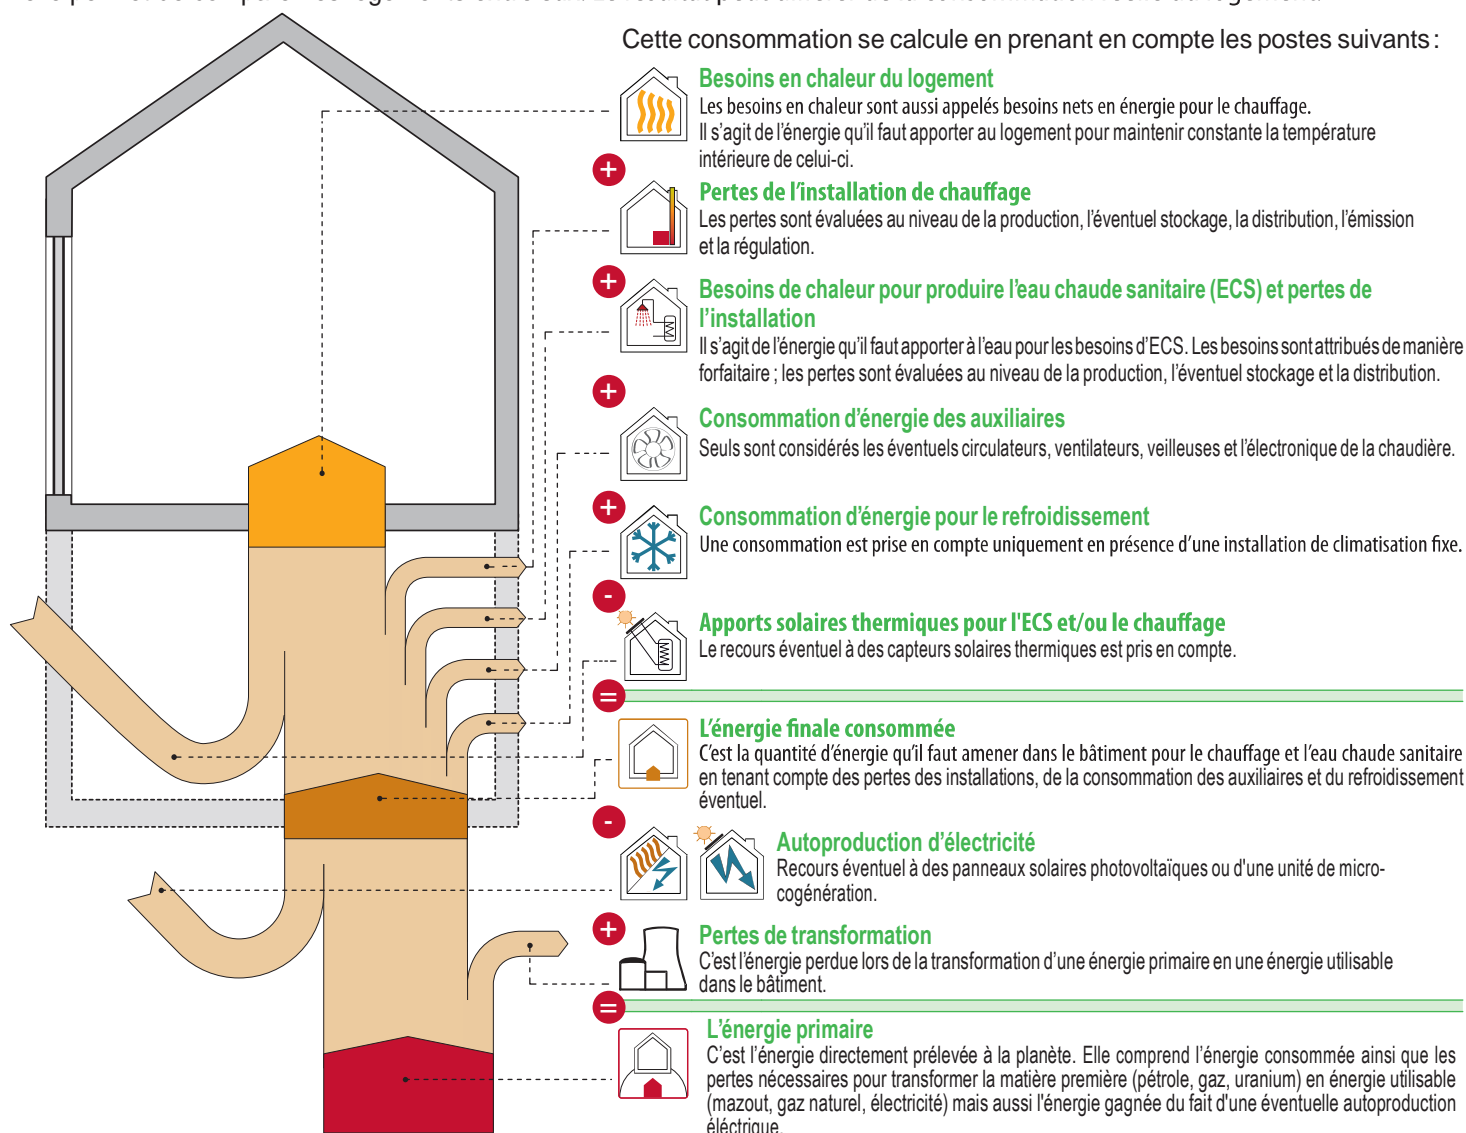 Cette consommation se calcule en prenant en compte les postes suivants :
Besoins en chaleur du logement
Les besoins en chaleur sont aussi appelés besoins nets en énergie pour le chauffage.
Il s'agit de l'énergie qu'il faut apporter au logement pour maintenir constante la température
intérieure de celui-ci.
+
Pertes de l'installation de chauffage
Les pertes sont évaluées au niveau de la production, l'éventuel stockage, la distribution, l'émission
et la régulation.
+
Besoins de chaleur pour produire l'eau chaude sanitaire (ECS) et pertes de
l'installation
Il s'agit de l'énergie qu'il faut apporter à l'eau pour les besoins d'ECS. Les besoins sont attribués de manière
forfaitaire ; les pertes sont évaluées au niveau de la production, l'éventuel stockage et la distribution.
+
Consommation d'énergie des auxiliaires
Seuls sont considérés les éventuels circulateurs, ventilateurs, veilleuses et l'électronique de la chaudière.
+
Consommation d'énergie pour le refroidissement
Une consommation est prise en compte uniquement en présence d'une installation de climatisation fixe.
-
Apports solaires thermiques pour l'ECS et/ou le chauffage
Le recours éventuel à des capteurs solaires thermiques est pris en compte.
=
L'énergie finale consommée
C'est la quantité d'énergie qu'il faut amener dans le bâtiment pour le chauffage et l'eau chaude sanitaire
en tenant compte des pertes des installations, de la consommation des auxiliaires et du refroidissement
éventuel.
-
Autoproduction d'électricité
Recours éventuel à des panneaux solaires photovoltaïques ou d'une unité de micro-
cogénération.
+
Pertes de transformation
C'est l'énergie perdue lors de la transformation d'une énergie primaire en une énergie utilisable
dans le bâtiment.
=
L'énergie primaire
C'est l'énergie directement prélevée à la planète. Elle comprend l'énergie consommée ainsi que les
pertes nécessaires pour transformer la matière première (pétrole, gaz, uranium) en énergie utilisable
(mazout, gaz naturel, électricité) mais aussi l'énergie gagnée du fait d'une éventuelle autoproduction
éléctrique.